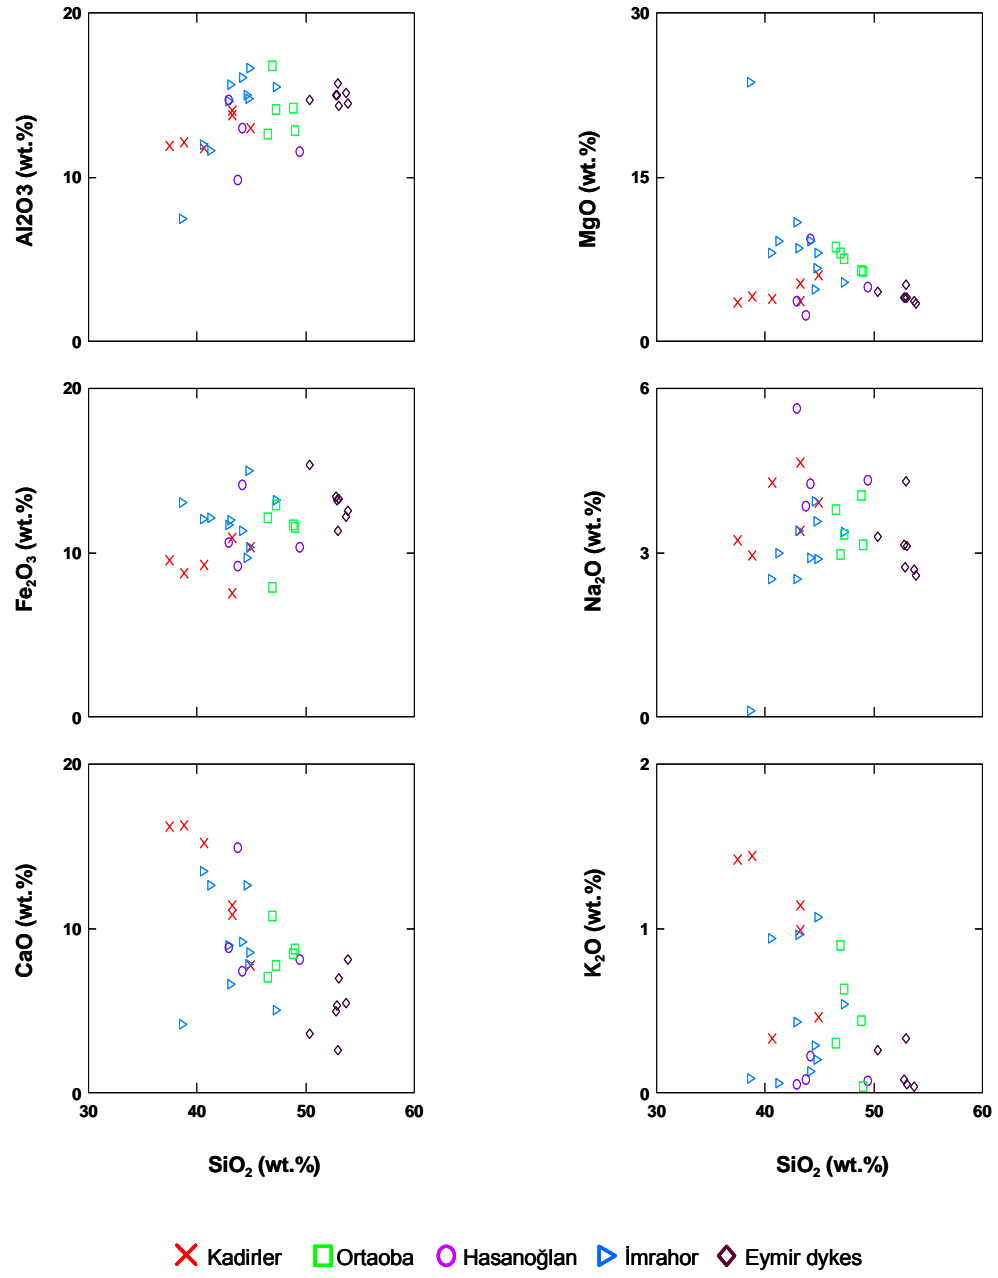 20
10
0
Al2O3 (wt.%)
30
15
0
MgO (wt.%)
20
10
0
Fe₂O₃ (wt.%)
6
3
0
Na₂O (wt.%)
20
10
0
CaO (wt.%)
30 40 50 60
SiO₂ (wt.%)
2
1
0
K₂O (wt.%)
30 40 50 60
SiO₂ (wt.%)
Kadirler Ortaoba Hasanoğlan İmrahor Eymir dykes